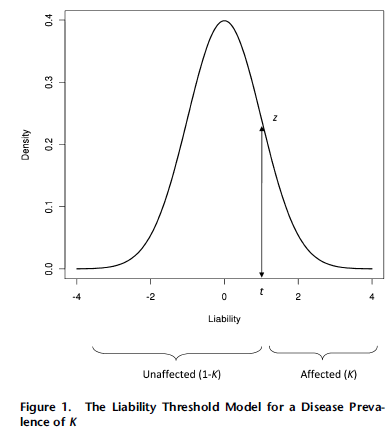 0.4
0.3
0.2
0.1
0.0
Density
z
-4
-2
0
t
2
4
Liability
Unaffected (1-K)
Affected (K)
Figure 1. The Liability Threshold Model for a Disease Preva-
lence of K